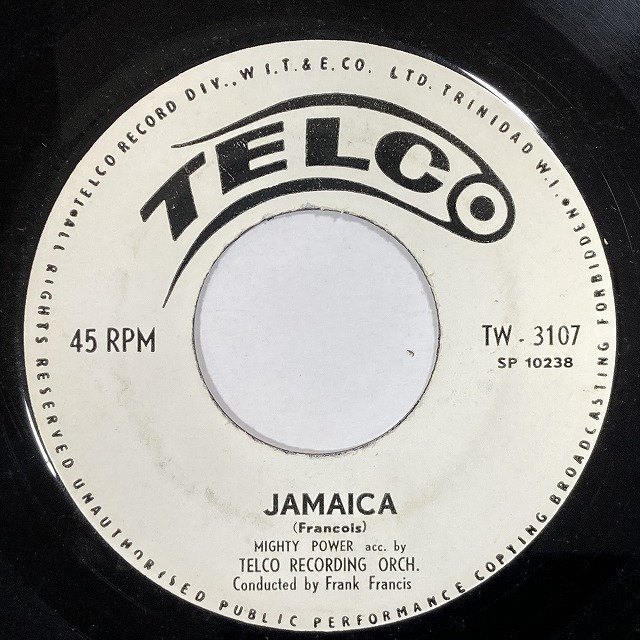 •TELCO RECORD DIV., W I.T.& E.CO. LTD. TRINIDAD W.I.•
TELCO
45 RPM
TW - 3107
SP 10238
JAMAICA
(Francois)
MIGHTY POWER acc. by
TELCO RECORDING ORCH.
Conducted by Frank Francis
ALL RIGHTS RESERVED UNAUTHORISED PUBLIC PERFORMANCE COPYING BROADCASTING FORBIDDEN